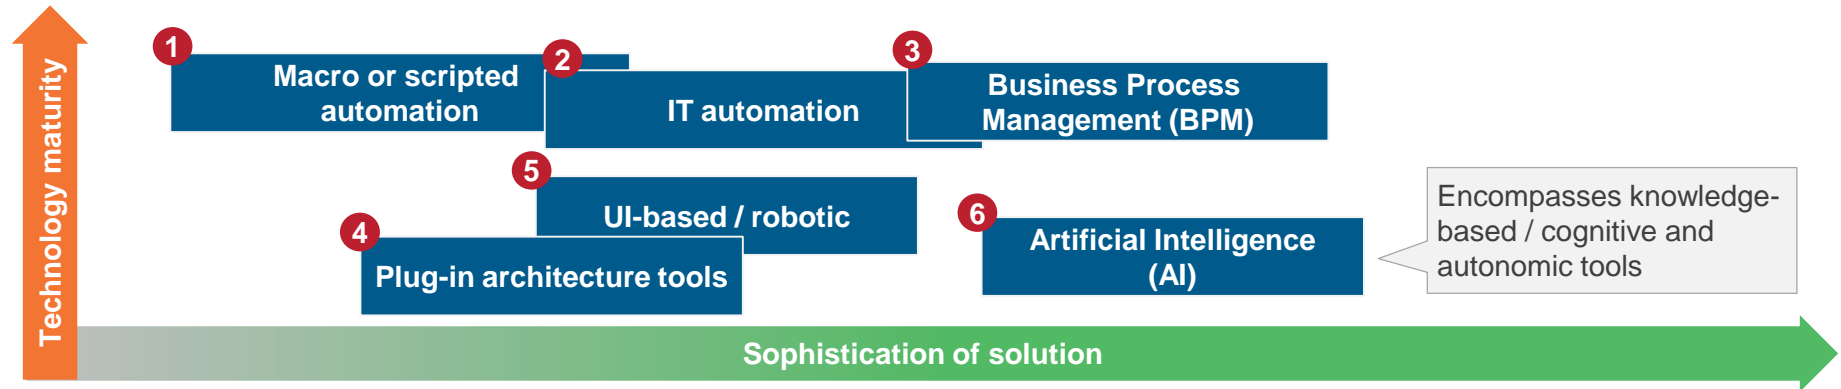 Technology maturity
1
Macro or scripted
automation
2
IT automation
3
Business Process
Management (BPM)
5
UI-based / robotic
4
Plug-in architecture tools
6
Artificial Intelligence
(AI)
Encompasses knowledge-
based / cognitive and
autonomic tools
Sophistication of solution